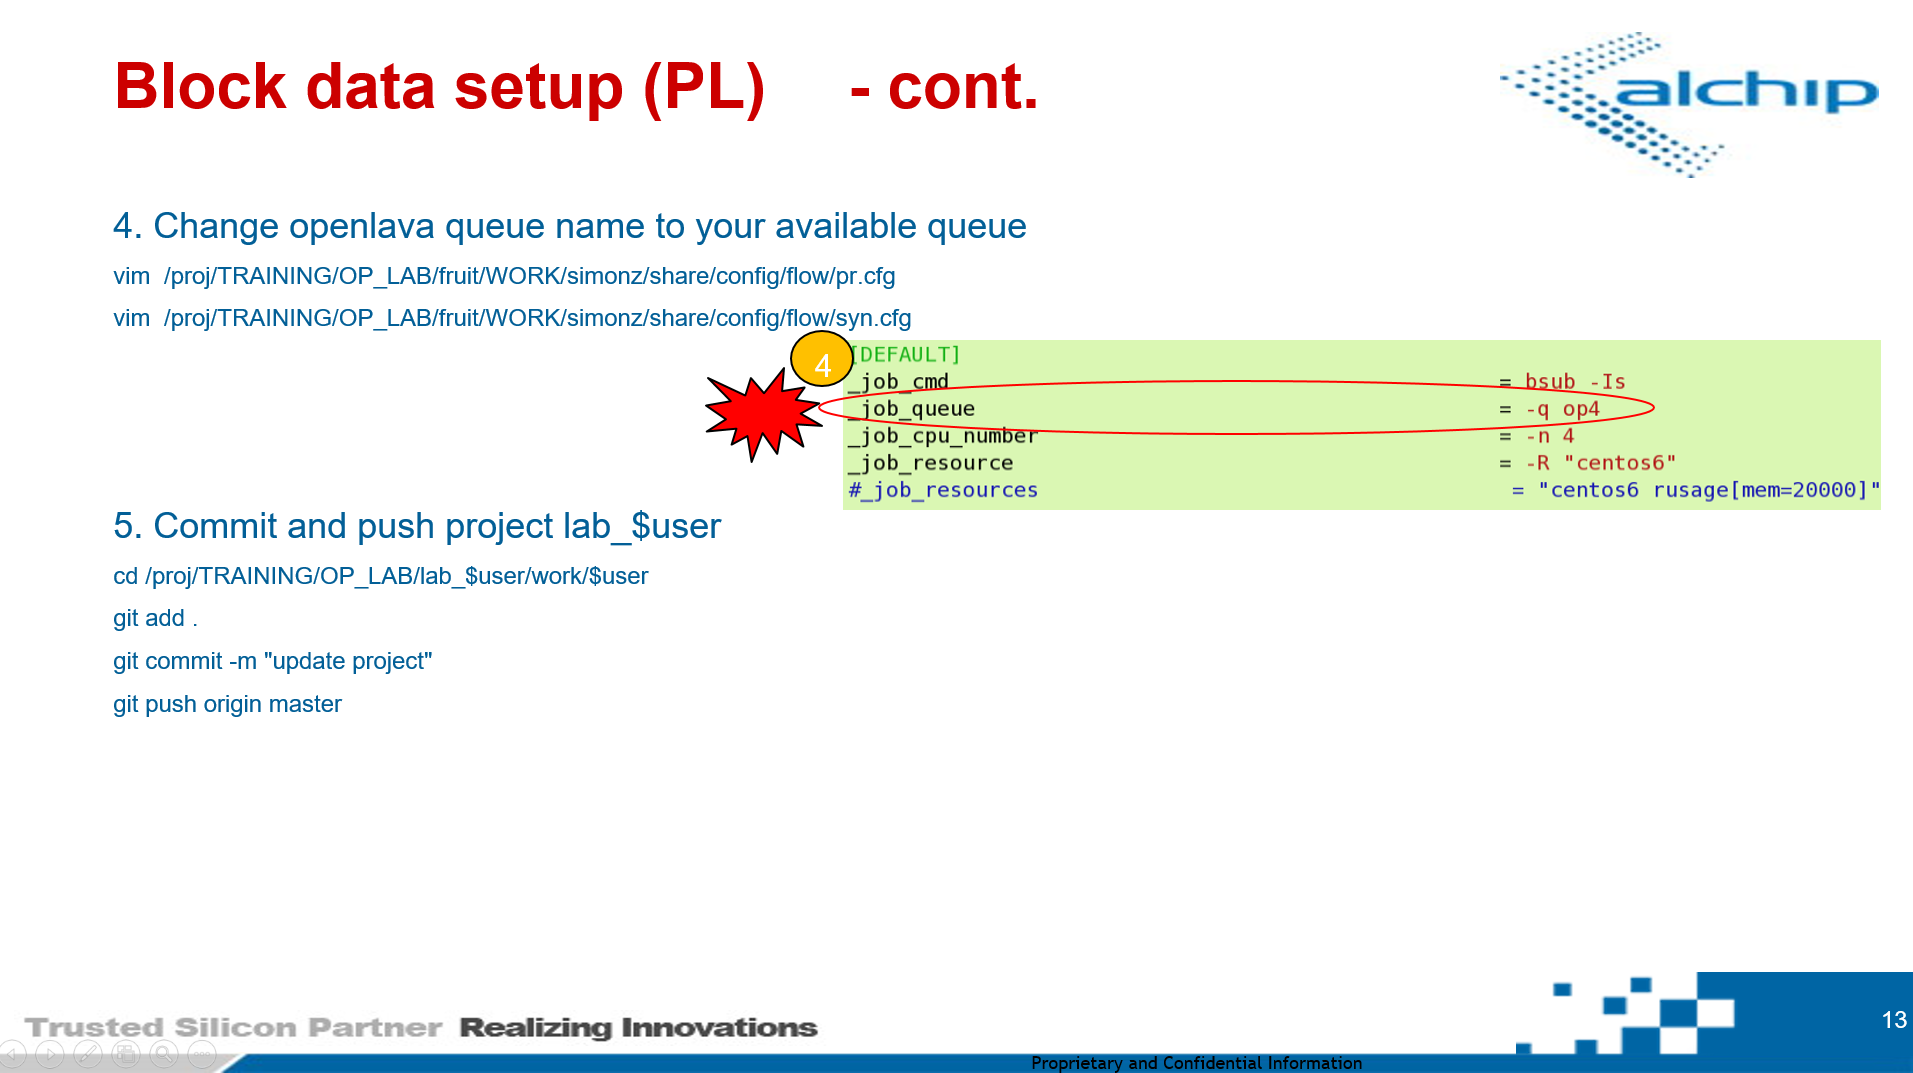 Block data setup (PL) - cont.
alchip
4. Change openlava queue name to your available queue
vim /proj/TRAINING/OP_LAB/fruit/WORK/simonz/share/config/flow/pr.cfg
vim /proj/TRAINING/OP_LAB/fruit/WORK/simonz/share/config/flow/syn.cfg
4
[DEFAULT]
_job_cmd = bsub -Is
_job_queue = -q op4
_job_cpu_number = -n 4
_job_resource = -R "centos6"
#_job_resources = "centos6 rusage[mem=20000]"
5. Commit and push project lab_$user
cd /proj/TRAINING/OP_LAB/lab_$user/work/$user
git add .
git commit -m "update project"
git push origin master
Trusted Silicon Partner Realizing Innovations
13
Proprietary and Confidential Information